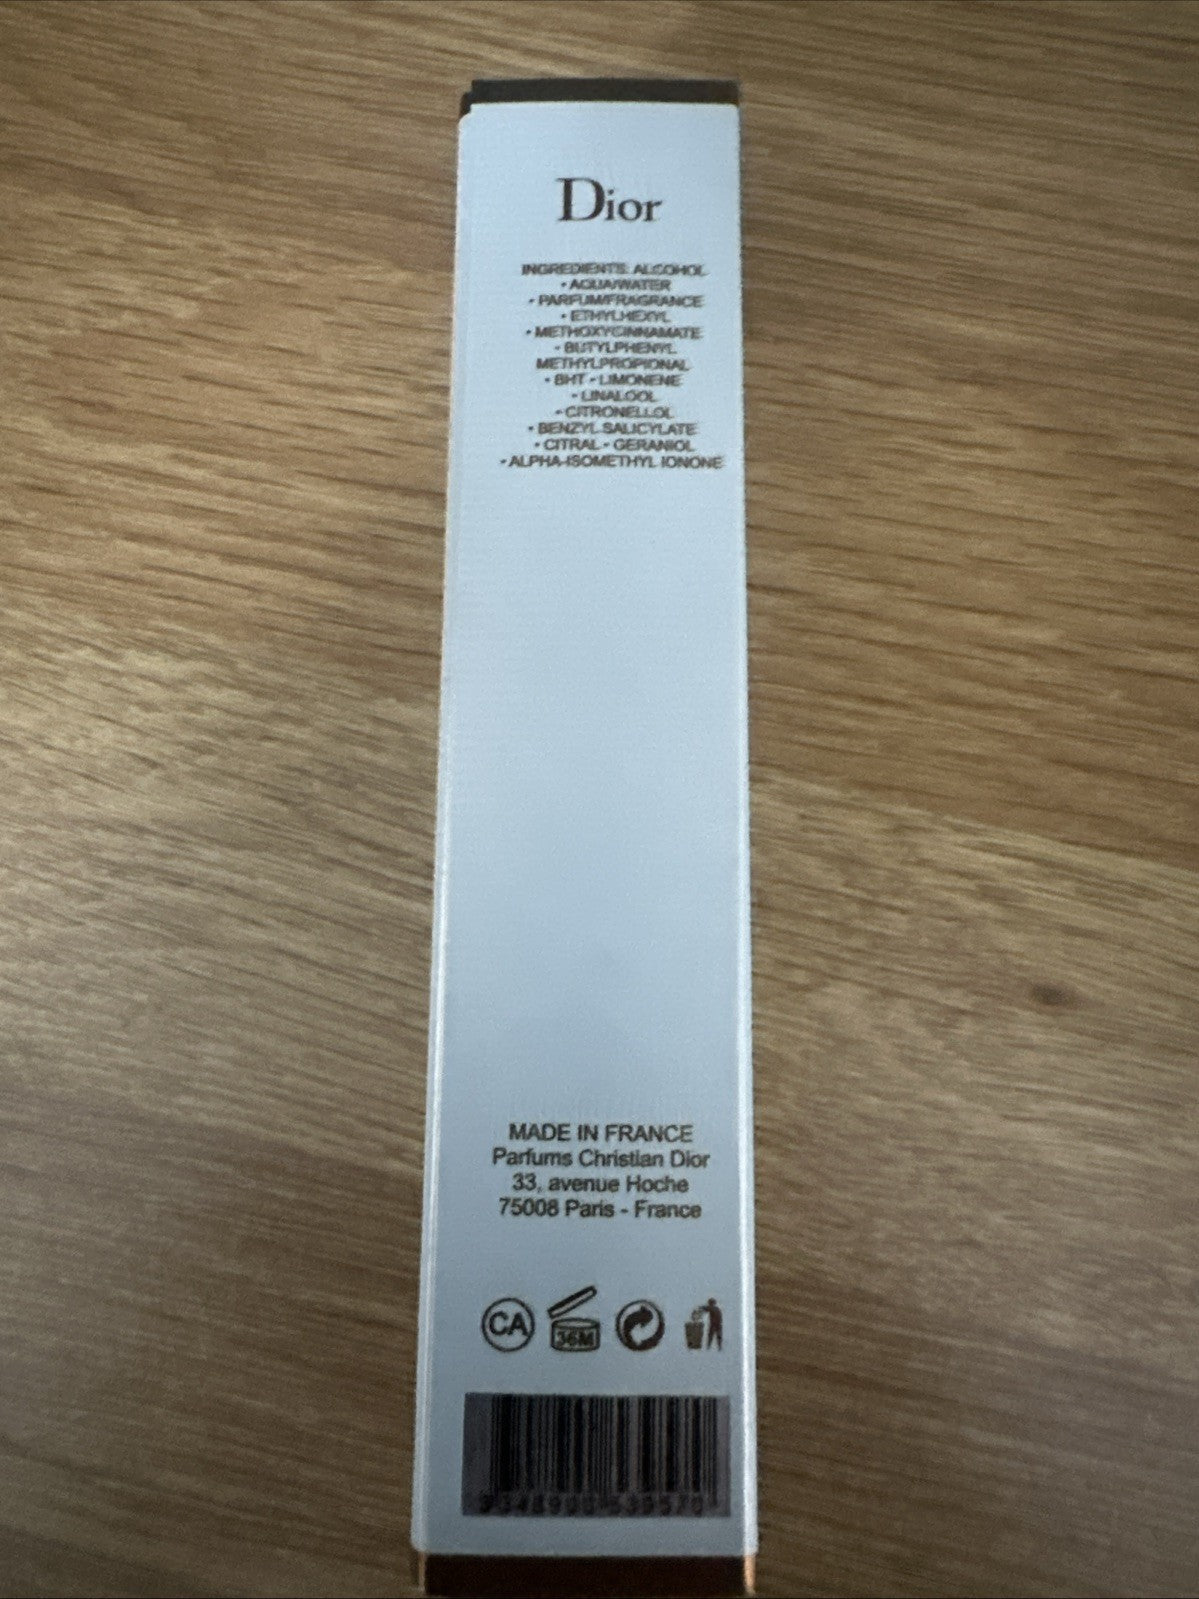 Dior
INGREDIENTS: ALCOHOL
• AQUA/WATER
• PARFUM/FRAGRANCE
• ETHYLHEXYL
• METHOXYCINNAMATE
• BUTYLPHENYL
METHYLPROPIONAL
• BHT • LIMONENE
• LINALOOL
• CITRONELLOL
• BENZYL SALICYLATE
• CITRAL • GERANIOL
• ALPHA-ISOMETHYL IONONE
MADE IN FRANCE
Parfums Christian Dior
33, avenue Hoche
75008 Paris - France
CA
36M